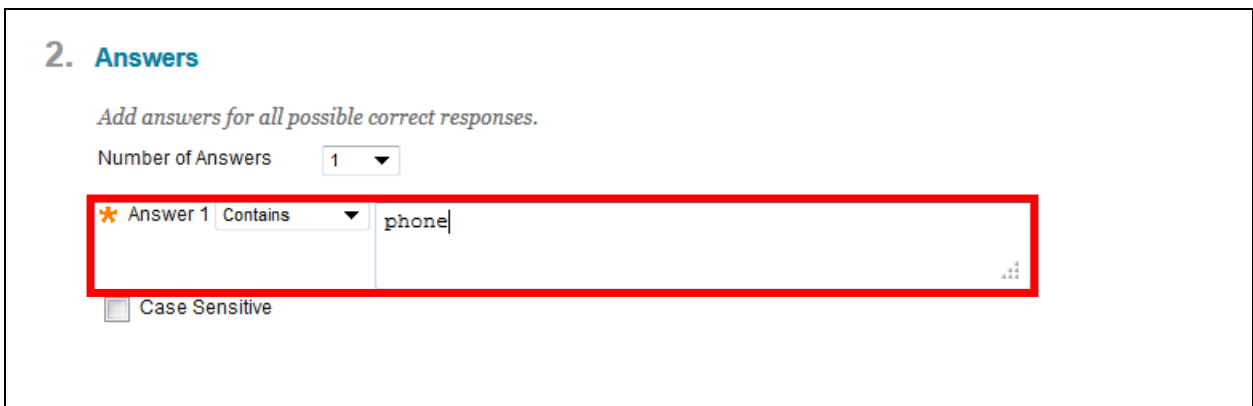 2. Answers
Add answers for all possible correct responses.
Number of Answers 1
* Answer 1 Contains phone
Case Sensitive